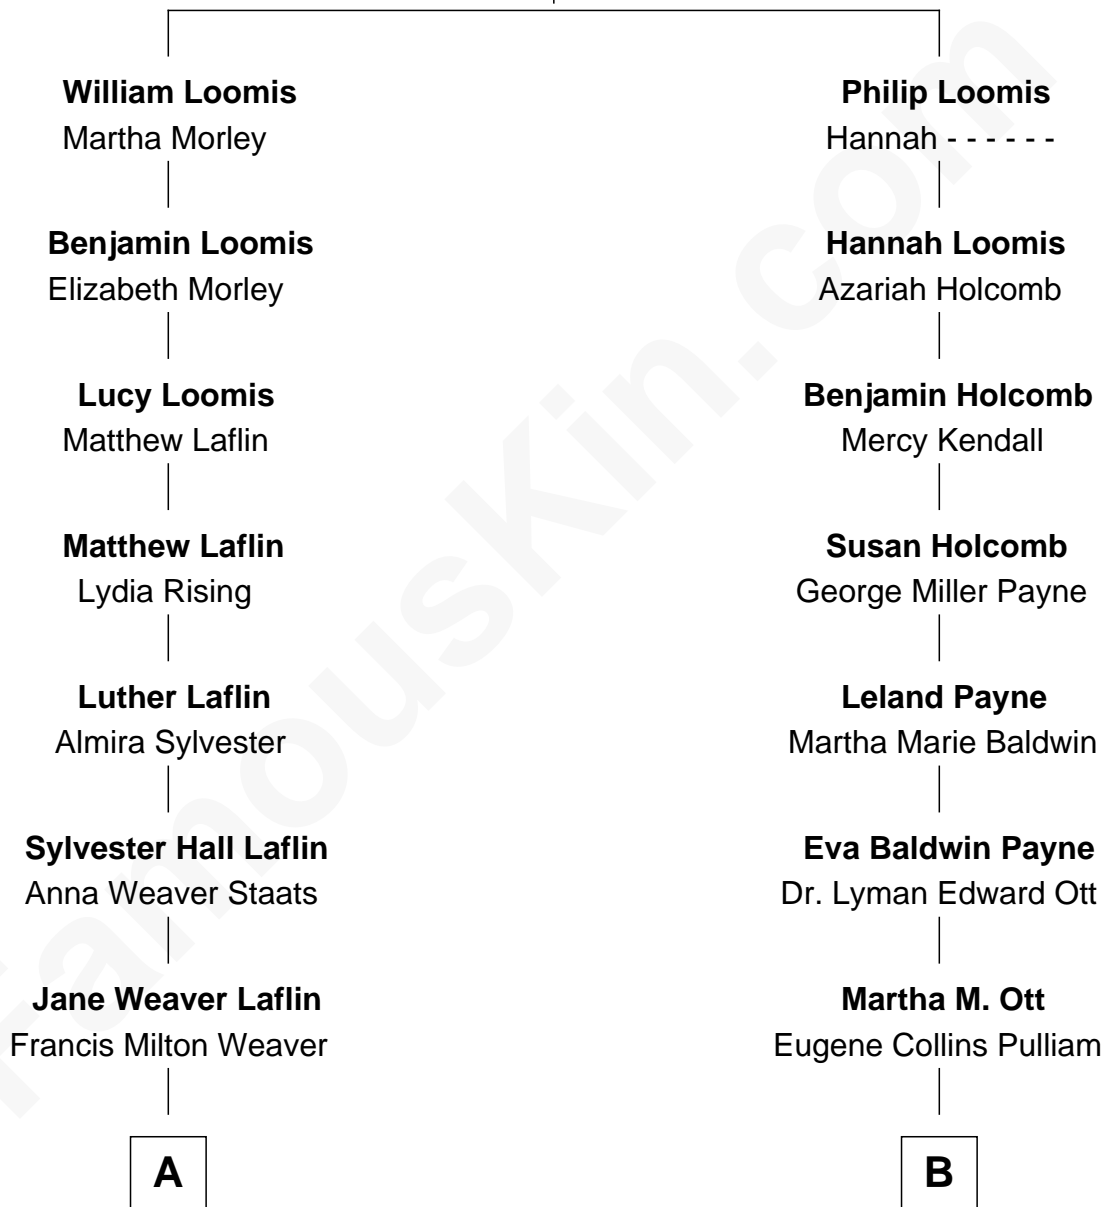 William Loomis
Martha Morley
Benjamin Loomis
Elizabeth Morley
Lucy Loomis
Matthew Laflin
Matthew Laflin
Lydia Rising
Luther Laflin
Almira Sylvester
Sylvester Hall Laflin
Anna Weaver Staats
Jane Weaver Laflin
Francis Milton Weaver
A
Philip Loomis
Hannah - - - - - -
Hannah Loomis
Azariah Holcomb
Benjamin Holcomb
Mercy Kendall
Susan Holcomb
George Miller Payne
Leland Payne
Martha Marie Baldwin
Eva Baldwin Payne
Dr. Lyman Edward Ott
Martha M. Ott
Eugene Collins Pulliam
B
FamousKin.com